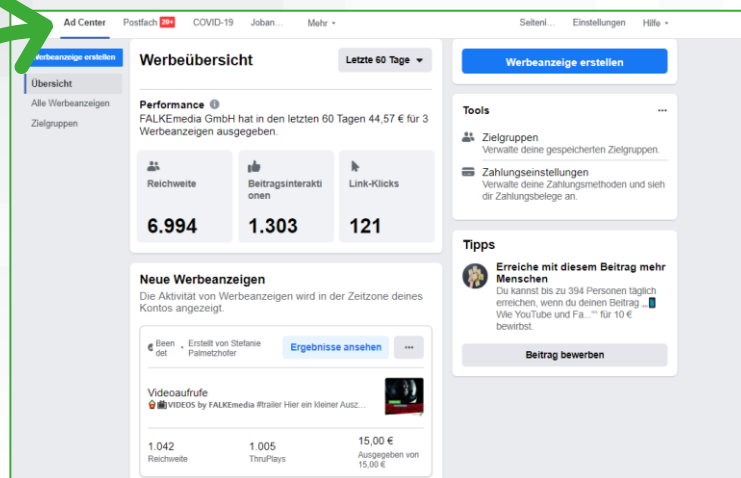 Ad Center Postfach 20+ COVID-19 Joban... Mehr Seiteni... Einstellungen Hilfe
Werbeanzeige erstellen
Übersicht
Alle Werbeanzeigen
Zielgruppen
Werbeübersicht
Letzte 60 Tage
Performance
FALKEmedia GmbH hat in den letzten 60 Tagen 44,57 € für 3
Werbeanzeigen ausgegeben.
Reichweite
6.994
Beitragsinterakti
onen
1.303
Link-Klicks
121
Neue Werbeanzeigen
Die Aktivität von Werbeanzeigen wird in der Zeitzone deines
Kontos angezeigt.
Been
det
Erstellt von Stefanie
Palmetzhofer
Ergebnisse ansehen
...
Videoaufrufe
VIDEOS by FALKEmedia #trailer Hier ein kleiner Ausz...
1.042
Reichweite
1.005
ThruPlays
15,00 €
Ausgegeben von
15,00 €
Werbeanzeige erstellen
Tools
...
Zielgruppen
Verwalte deine gespeicherten Zielgruppen.
Zahlungseinstellungen
Verwalte deine Zahlungsmethoden und sieh
dir Zahlungsbelege an.
Tipps
Erreiche mit diesem Beitrag mehr
Menschen
Du kannst bis zu 394 Personen täglich
erreichen, wenn du deinen Beitrag „
Wie YouTube und Fa..."" für 10 €
bewirbst.
Beitrag bewerben